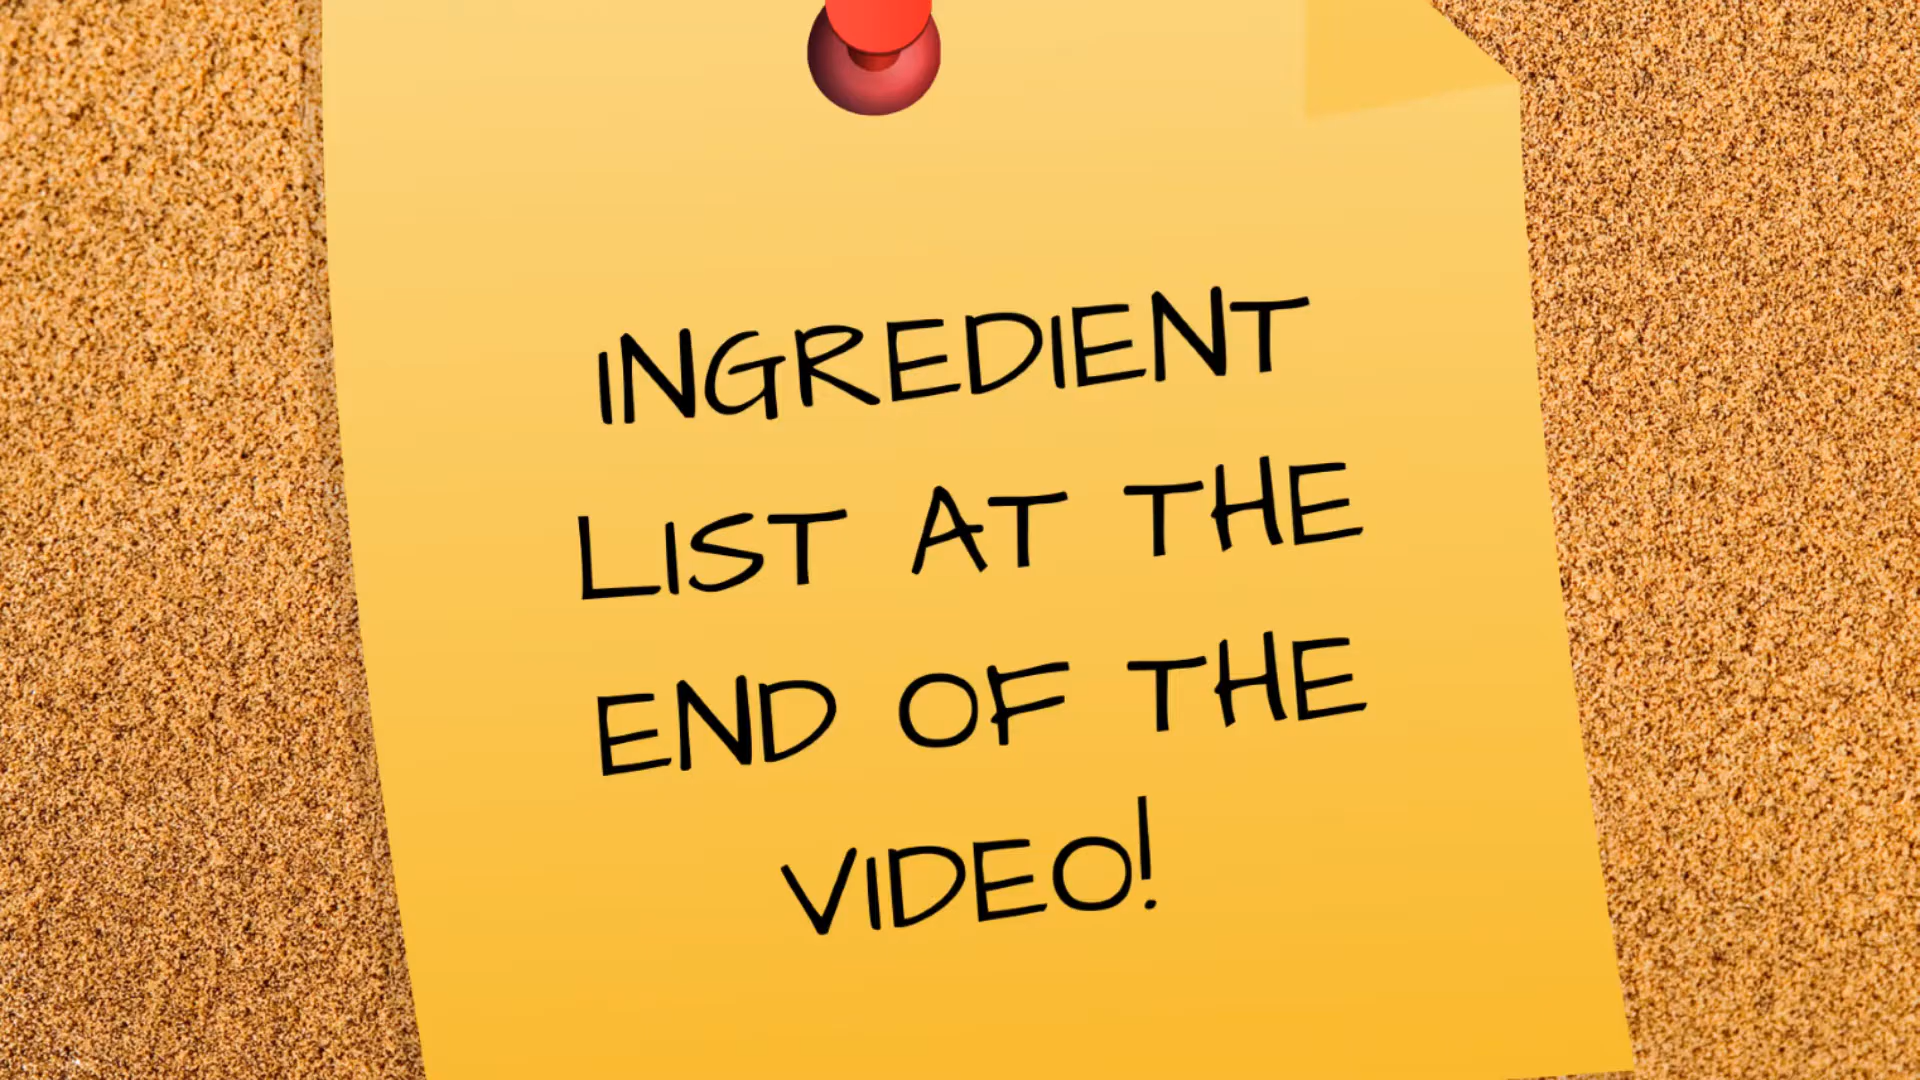 INGREDIENT
LIST AT THE
END OF THE
VIDEO!